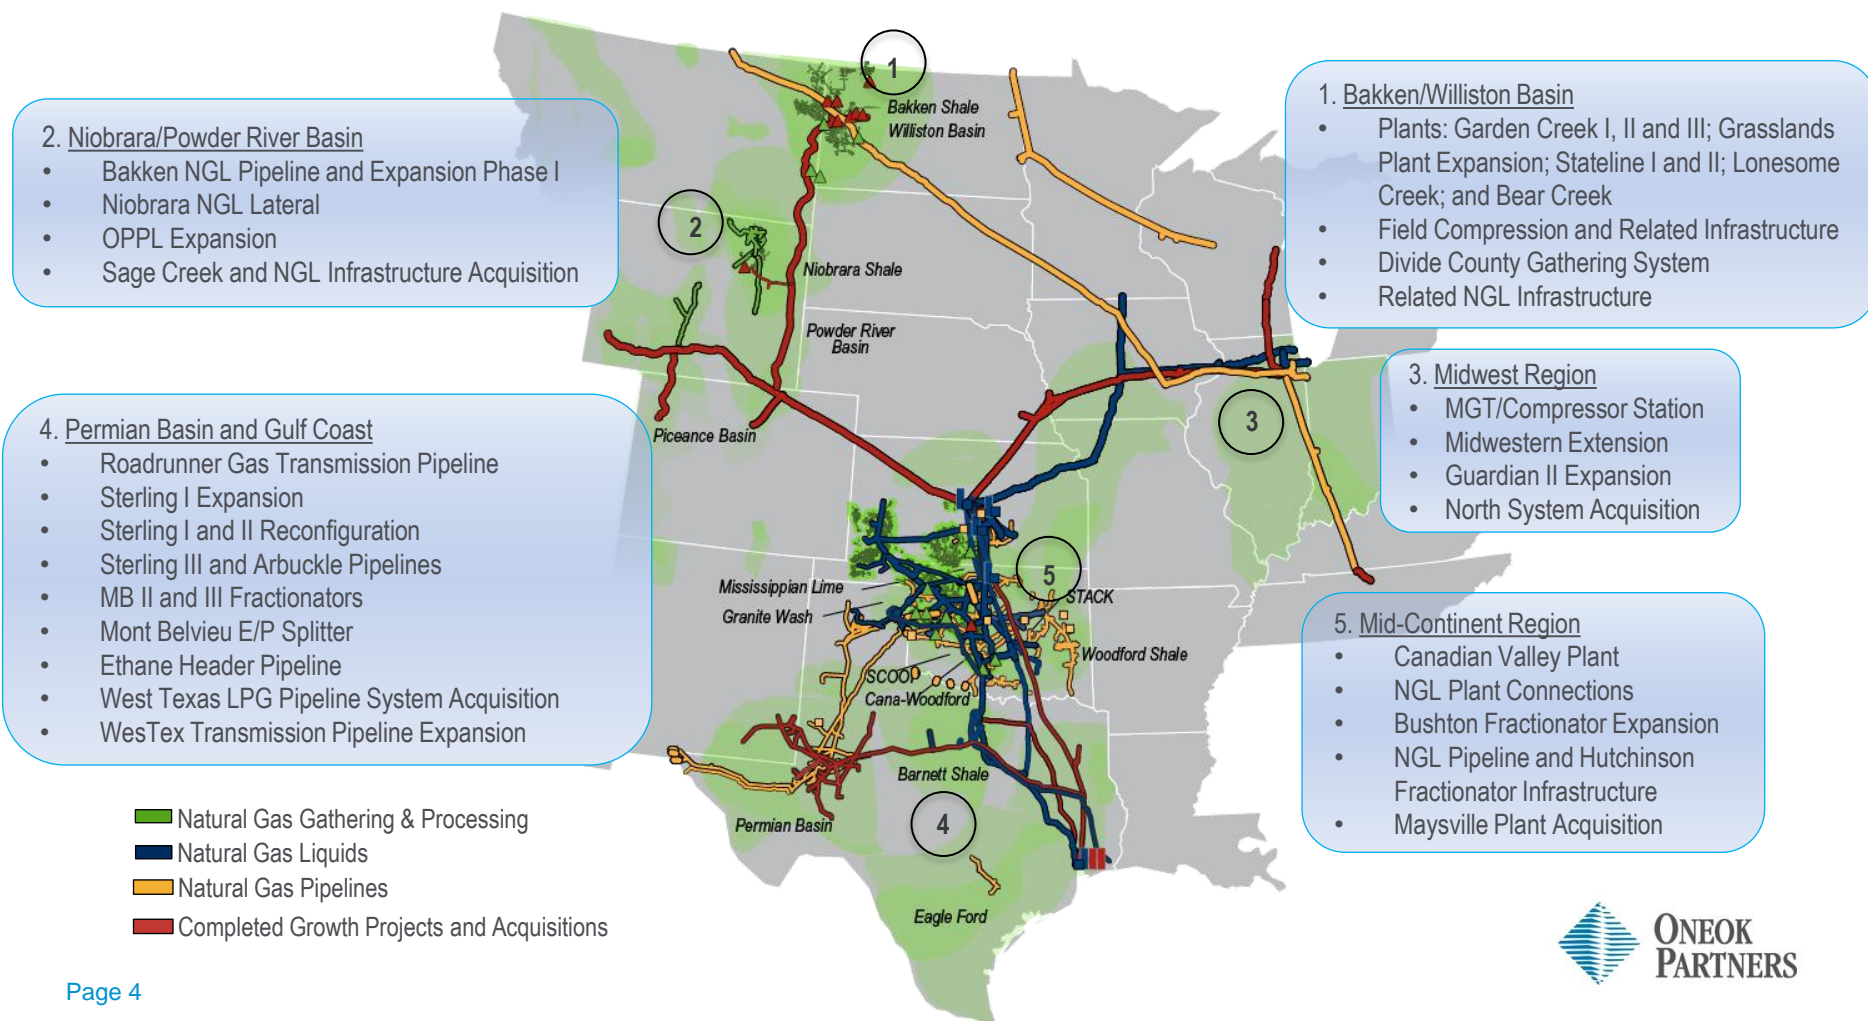 1
Bakken Shale
Williston Basin
2
Niobrara Shale
Powder River
Basin
Piceance Basin
3
Mississippian Lime
Granite Wash
5
STACK
Woodford Shale
SCOOP
Cana-Woodford
Barnett Shale
Permian Basin
4
Eagle Ford
1. Bakken/Williston Basin
• Plants: Garden Creek I, II and III; Grasslands
Plant Expansion; Stateline I and II; Lonesome
Creek; and Bear Creek
• Field Compression and Related Infrastructure
• Divide County Gathering System
• Related NGL Infrastructure
2. Niobrara/Powder River Basin
• Bakken NGL Pipeline and Expansion Phase I
• Niobrara NGL Lateral
• OPPL Expansion
• Sage Creek and NGL Infrastructure Acquisition
3. Midwest Region
• MGT/Compressor Station
• Midwestern Extension
• Guardian II Expansion
• North System Acquisition
4. Permian Basin and Gulf Coast
• Roadrunner Gas Transmission Pipeline
• Sterling I Expansion
• Sterling I and II Reconfiguration
• Sterling III and Arbuckle Pipelines
• MB II and III Fractionators
• Mont Belvieu E/P Splitter
• Ethane Header Pipeline
• West Texas LPG Pipeline System Acquisition
• WesTex Transmission Pipeline Expansion
5. Mid-Continent Region
• Canadian Valley Plant
• NGL Plant Connections
• Bushton Fractionator Expansion
• NGL Pipeline and Hutchinson
Fractionator Infrastructure
• Maysville Plant Acquisition
Natural Gas Gathering & Processing
Natural Gas Liquids
Natural Gas Pipelines
Completed Growth Projects and Acquisitions
Page 4
ONEOK
PARTNERS